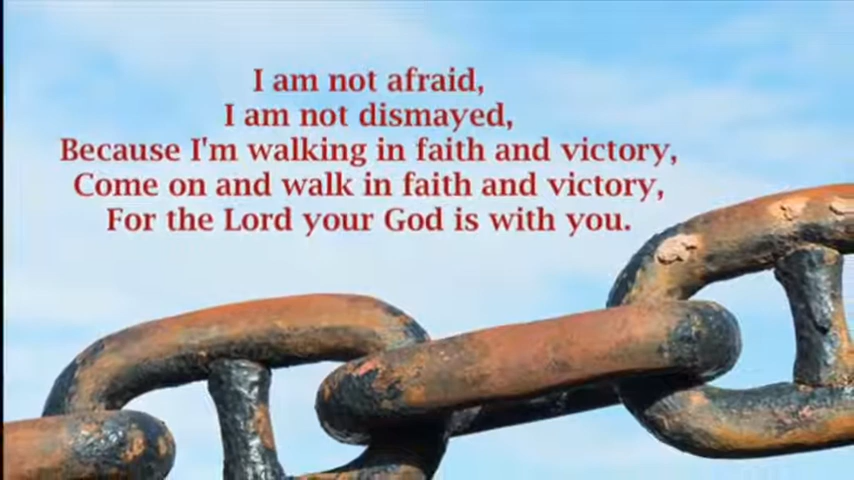 I am not afraid,
I am not dismayed,
Because I'm walking in faith and victory,
Come on and walk in faith and victory,
For the Lord your God is with you.